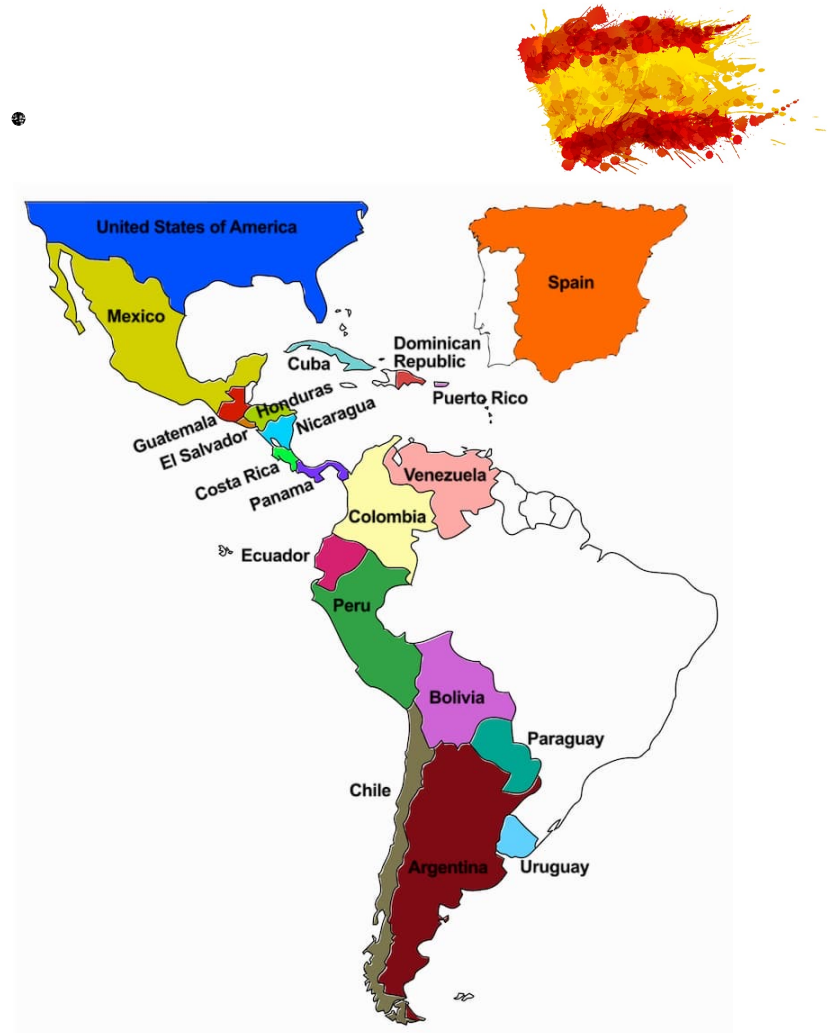 United States of America
Spain
Mexico
Dominican
Republic
Cuba
Puerto Rico
Honduras
Nicaragua
Guatemala
El Salvador
Costa Rica
Panama
Venezuela
Colombia
Ecuador
Peru
Bolivia
Paraguay
Chile
Argentina
Uruguay